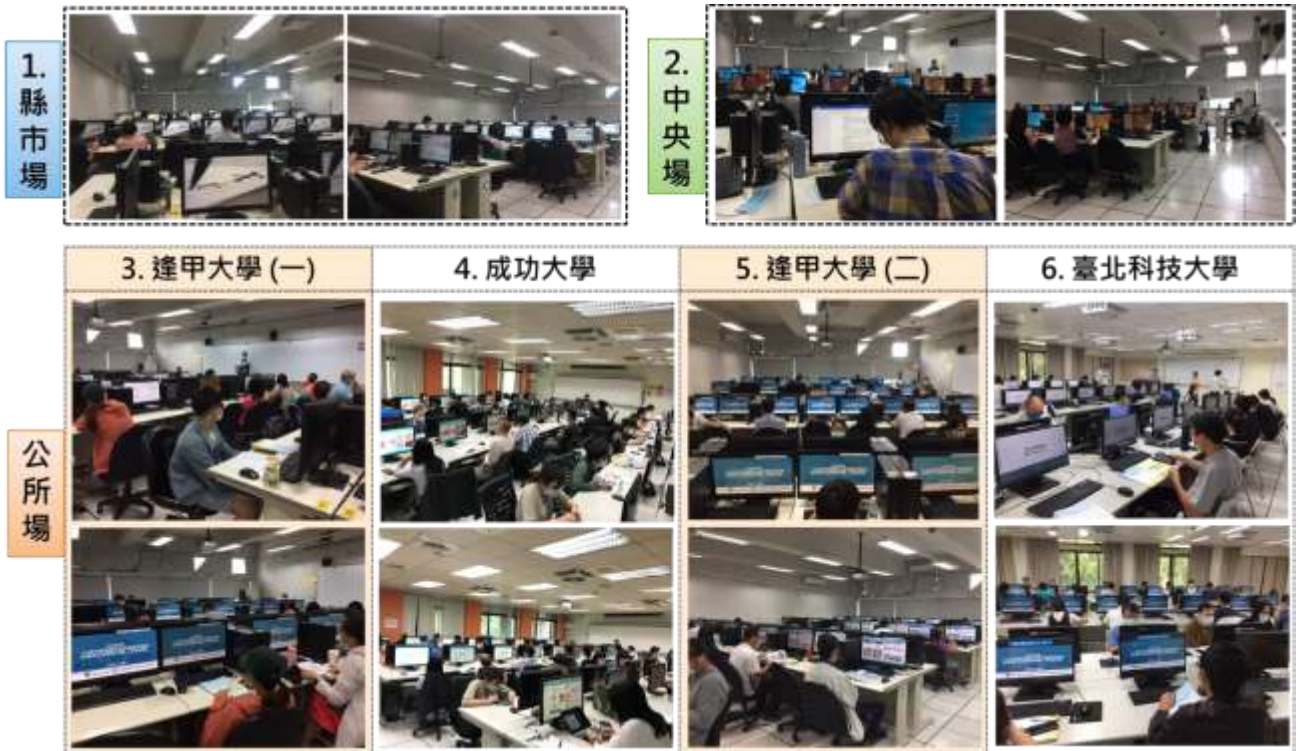 1.縣市場
2.中央場
3. 逢甲大學 (一)
4. 成功大學
5. 逢甲大學 (二)
6. 臺北科技大學
公所場